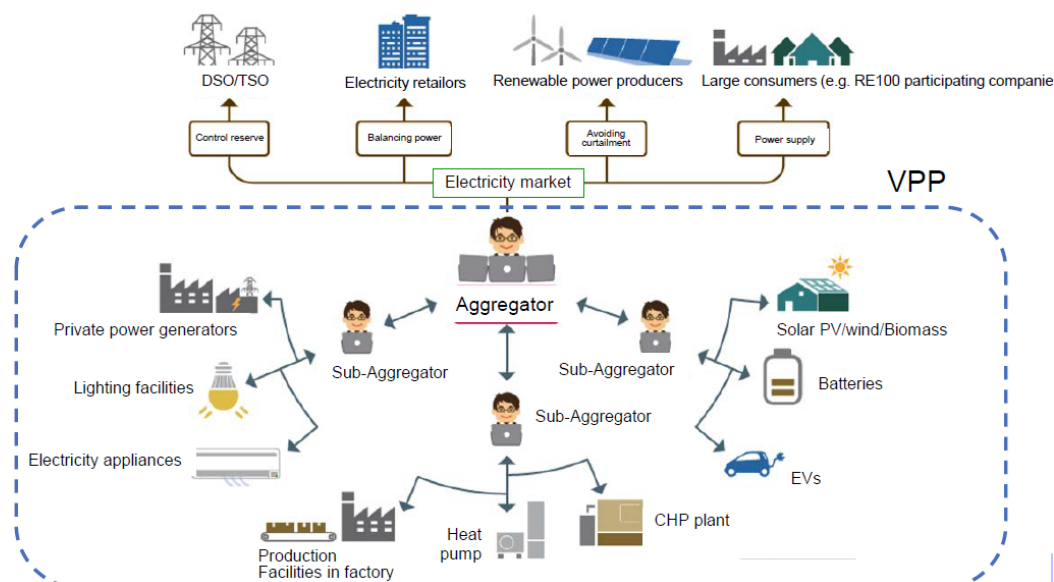 DSO/TSO
Electricity retailors
Renewable power producers
Large consumers (e.g. RE100 participating companie
Control reserve
Balancing power
Avoiding
curtailment
Power supply
Electricity market
VPP
Aggregator
Private power generators
Solar PV/wind/Biomass
Sub-Aggregator
Sub-Aggregator
Lighting facilities
Batteries
Sub-Aggregator
Electricity appliances
EVs
CHP plant
Heat
pump
Production
Facilities in factory